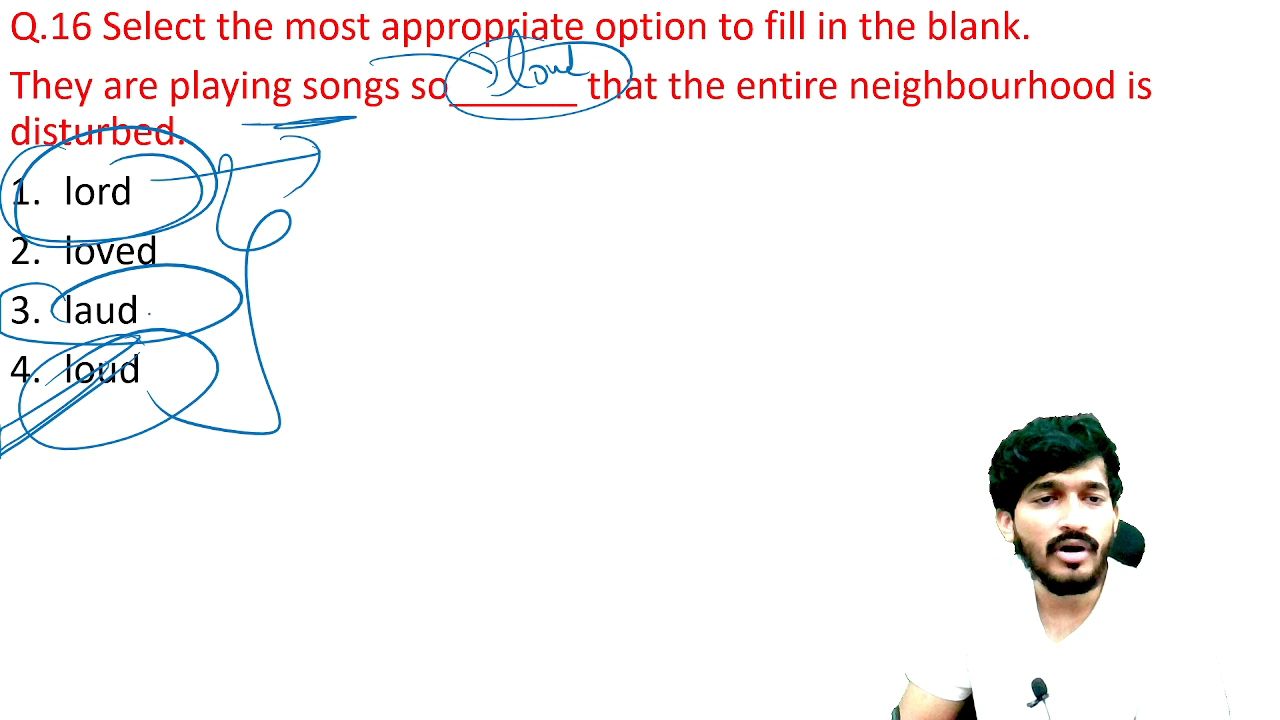 Q.16 Select the most appropriate option to fill in the blank.
They are playing songs so loud that the entire neighbourhood is
disturbed.
1. lord
2. loved
3. laud
4. loud